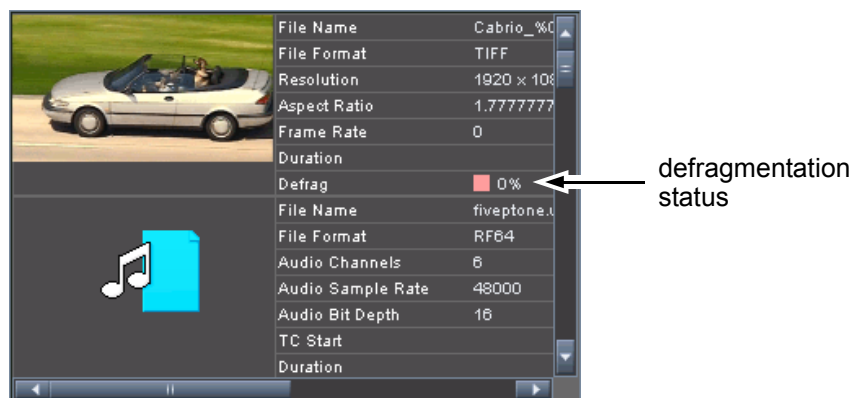 File Name Cabrio_%0
File Format TIFF
Resolution 1920 × 108
Aspect Ratio 1.7777777
Frame Rate 0
Duration
Defrag 0%
defragmentation
status
File Name fiveptone.
File Format RF64
Audio Channels 6
Audio Sample Rate 48000
Audio Bit Depth 16
TC Start
Duration